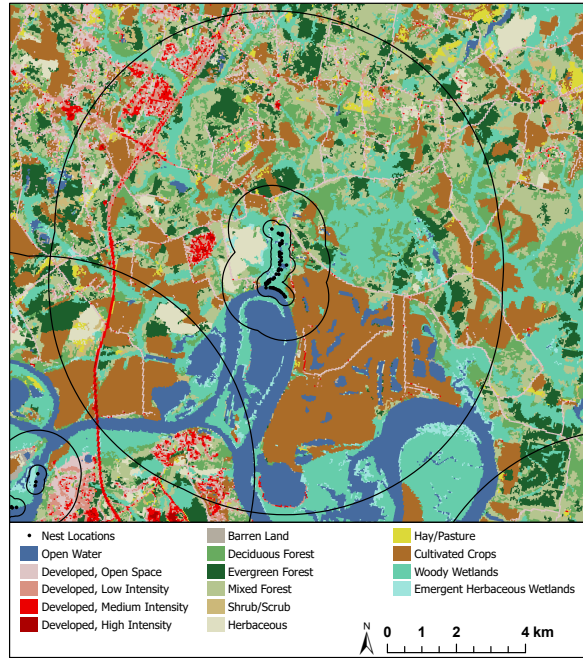 Nest Locations
Open Water
Developed, Open Space
Developed, Low Intensity
Developed, Medium Intensity
Developed, High Intensity
Barren Land
Deciduous Forest
Evergreen Forest
Mixed Forest
Shrub/Scrub
Herbaceous
Hay/Pasture
Cultivated Crops
Woody Wetlands
Emergent Herbaceous Wetlands
N
0 1 2 4 km